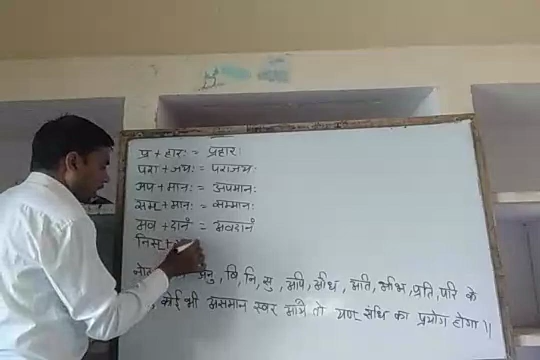 प्र + हारः = प्रहारः
परा + जयः = पराजयः
अप + मानः = अपमानः
सम + मानः = सम्मानः
अव + दानं = अवदानं
निस् +
अनु, वि, नि, सु, अपि, अधि, अति, अभि, प्रति, परि के
कोई भी असमान स्वर आये तो यण् संधि का प्रयोग होगा॥